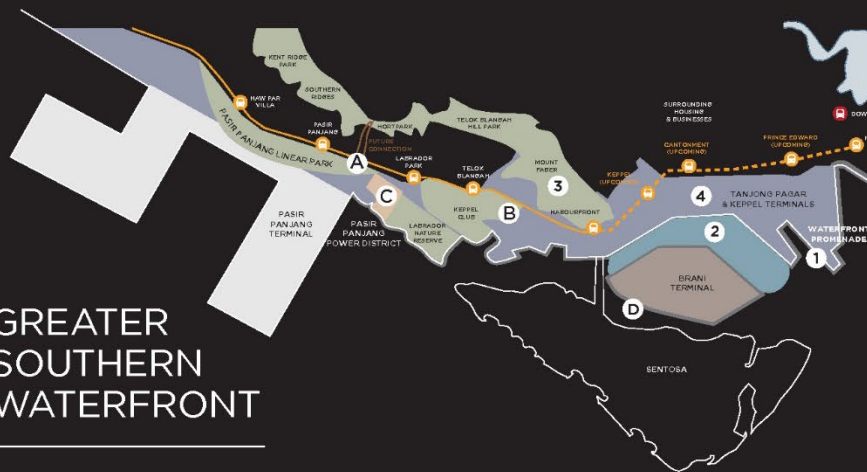 KENT RIDGE
PARK
SOUTHERN
RIDGES
HAW PAR
VILLA
PASIR
PANJANG
HORTPARK
TELOK BLANGAH
HILL PARK
SURROUNDING
HOUSING
& BUSINESSES
DOW
PASIR PANJANG LINEAR PARK
FUTURE
CONNECTION
CANTONMENT
(UPCOMING)
PRINCE EDWARD
(UPCOMING)
A
LABRADOR
PARK
TELOK
BLANGAH
MOUNT
FABER
3
KEPPEL
(UPCOMING)
4
TANJONG PAGAR
& KEPPEL TERMINALS
C
KEPPEL
CLUB
B
HARBOURFRONT
2
PASIR
PANJANG
TERMINAL
PASIR
PANJANG
POWER DISTRICT
LABRADOR
NATURE
RESERVE
WATERFRONT
PROMENADE
1
BRANI
TERMINAL
D
SENTOSA
GREATER
SOUTHERN
WATERFRONT